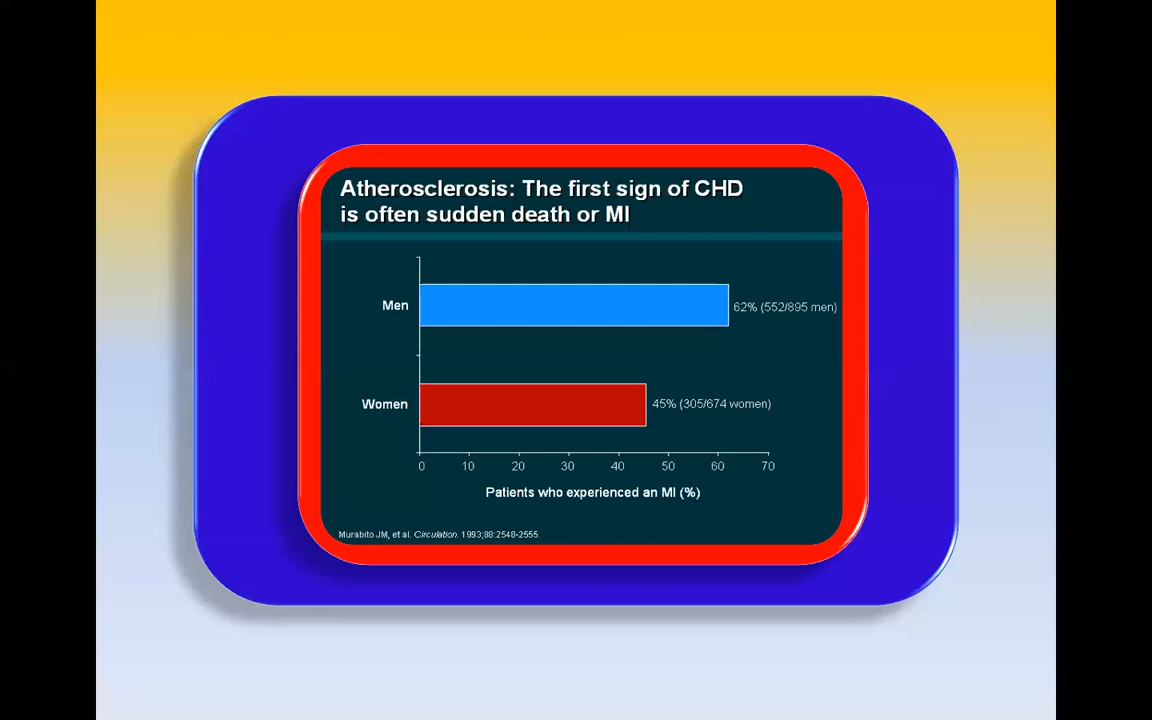 Atherosclerosis: The first sign of CHD
is often sudden death or MI
Men
62% (552/895 men)
Women
45% (305/674 women)
0 10 20 30 40 50 60 70
Patients who experienced an MI (%)
Murabito JM, et al. Circulation. 1993;88:2548-2555.